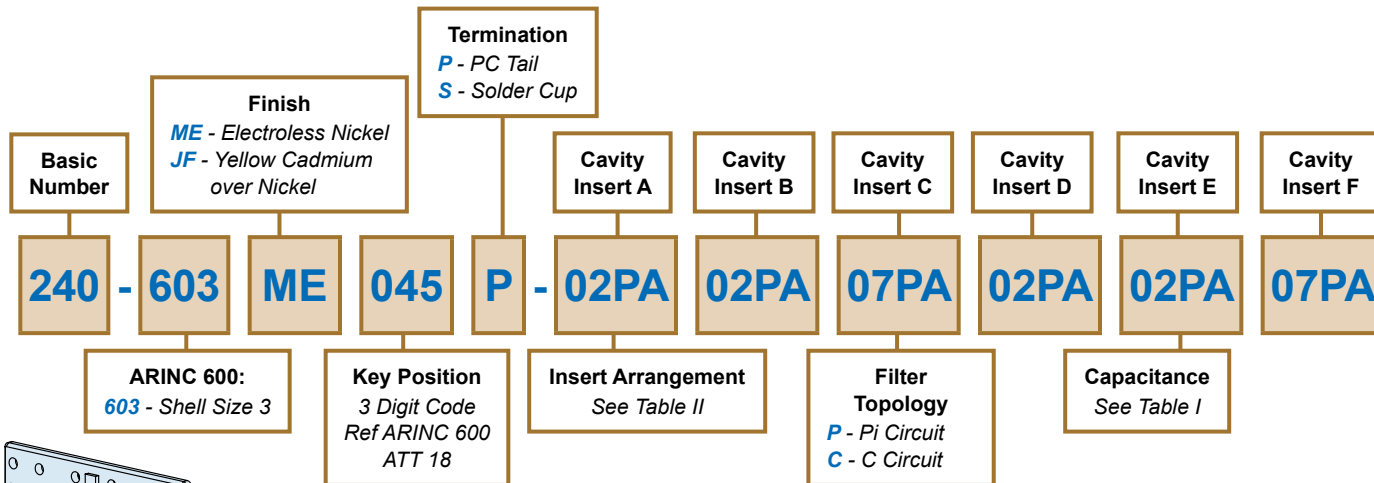 Termination
P - PC Tail
S - Solder Cup
Finish
ME - Electroless Nickel
JF - Yellow Cadmium
over Nickel
Basic
Number
Cavity
Insert A
Cavity
Insert B
Cavity
Insert C
Cavity
Insert D
Cavity
Insert E
Cavity
Insert F
240 - 603 ME 045 P - 02PA 02PA 07PA 02PA 02PA 07PA
ARINC 600:
603 - Shell Size 3
Key Position
3 Digit Code
Ref ARINC 600
ATT 18
Insert Arrangement
See Table II
Filter
Topology
P - Pi Circuit
C - C Circuit
Capacitance
See Table I